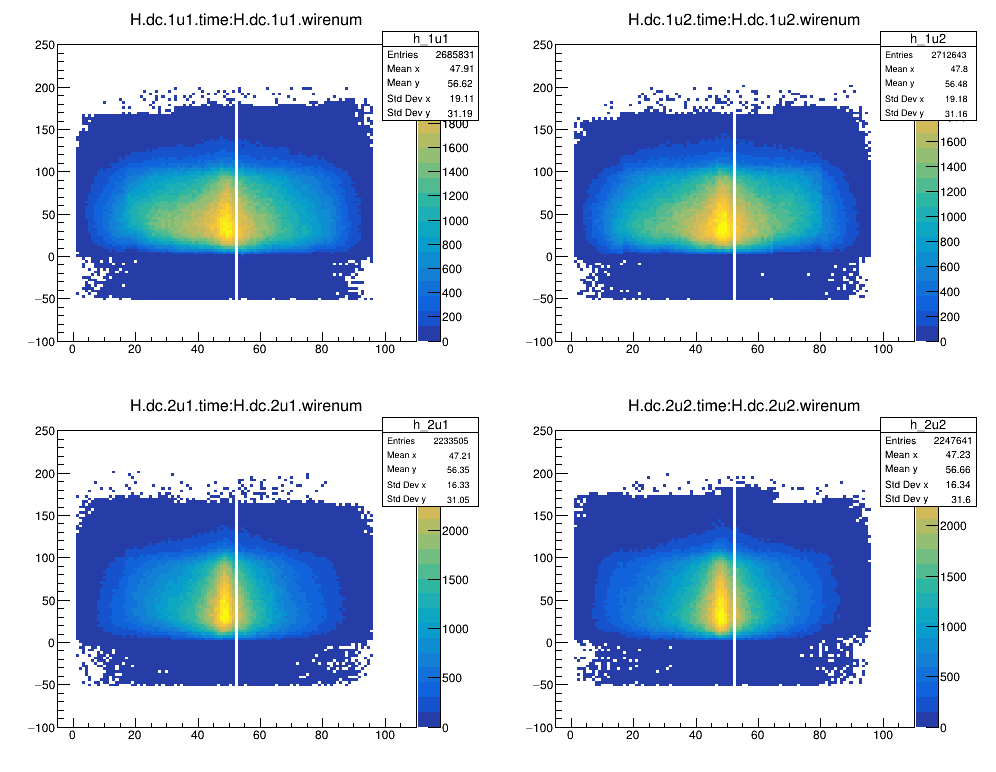 H.dc.1u1.time:H.dc.1u1.wirenum
h_1u1
Entries 2685831
Mean x 47.91
Mean y 56.62
Std Dev x 19.11
Std Dev y 31.19
250
200
150
100
50
0
−50
−100
0 20 40 60 80 100
1800
1600
1400
1200
1000
800
600
400
200
0
H.dc.1u2.time:H.dc.1u2.wirenum
h_1u2
Entries 2712643
Mean x 47.8
Mean y 56.48
Std Dev x 19.18
Std Dev y 31.16
250
200
150
100
50
0
−50
−100
0 20 40 60 80 100
1600
1400
1200
1000
800
600
400
200
0
H.dc.2u1.time:H.dc.2u1.wirenum
h_2u1
Entries 2233505
Mean x 47.21
Mean y 56.35
Std Dev x 16.33
Std Dev y 31.05
250
200
150
100
50
0
−50
−100
0 20 40 60 80 100
2000
1500
1000
500
0
H.dc.2u2.time:H.dc.2u2.wirenum
h_2u2
Entries 2247641
Mean x 47.23
Mean y 56.66
Std Dev x 16.34
Std Dev y 31.6
250
200
150
100
50
0
−50
−100
0 20 40 60 80 100
2000
1500
1000
500
0